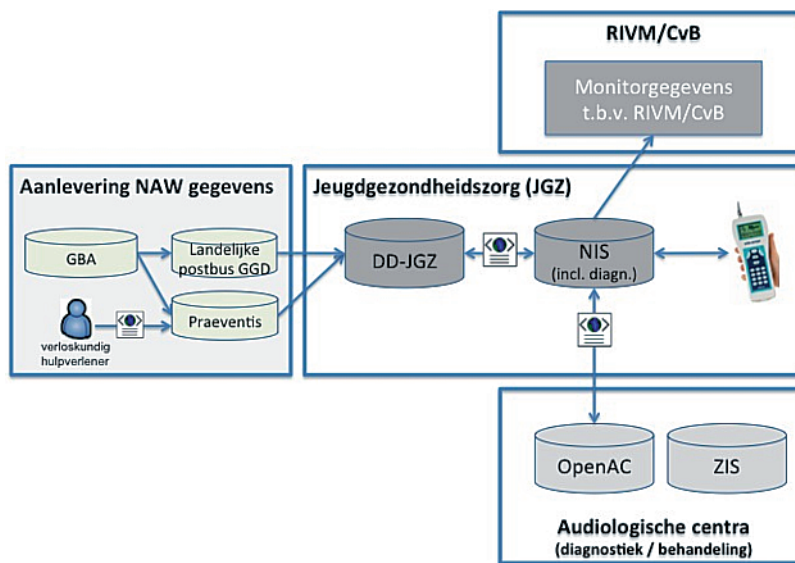 RIVM/CvB
Monitorgegevens
t.b.v. RIVM/CvB
Aanlevering NAW gegevens
GBA
Landelijke
postbus GGD
Praeventis
verloskundig
hulpverlener
Jeugdgezondheidszorg (JGZ)
DD-JGZ
NIS
(incl. diagn.)
OpenAC
ZIS
Audiologische centra
(diagnostiek / behandeling)